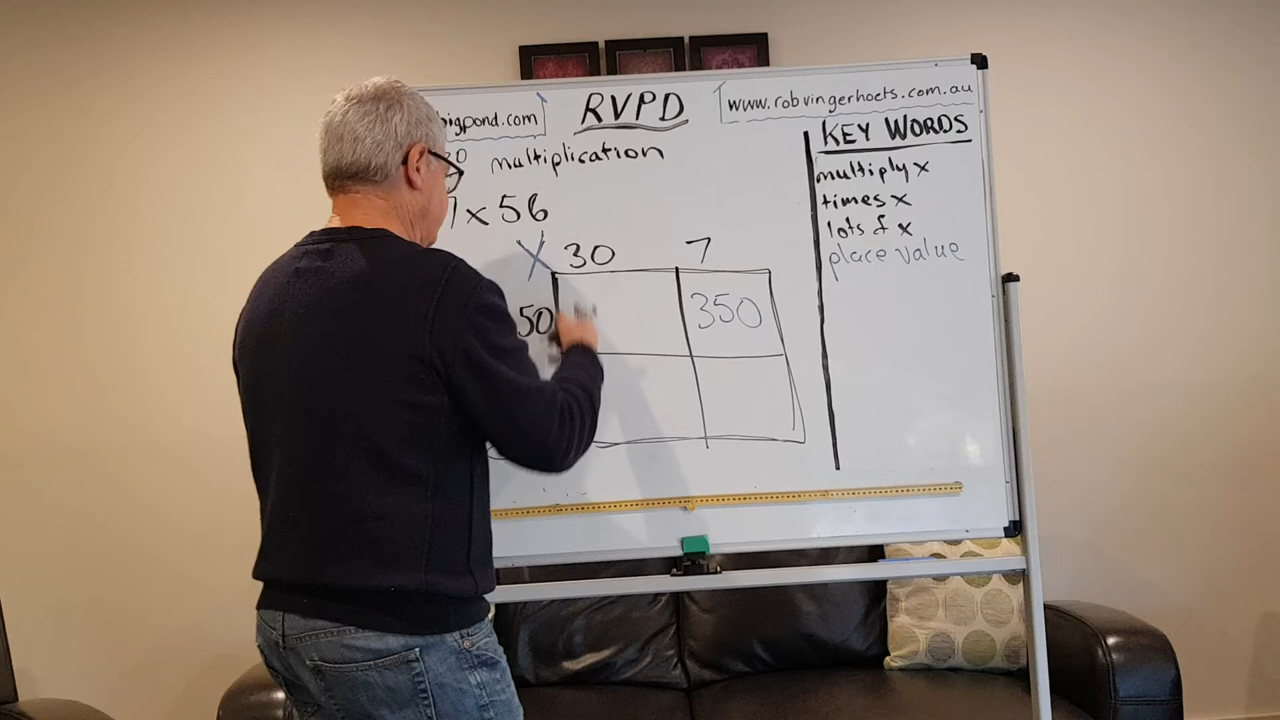 bigpond.com
RVPD
www.robvingerhoets.com.au
multiplication
7 x 56
X 30 7
50 350
KEY WORDS
multiply x
times x
lots of x
place value